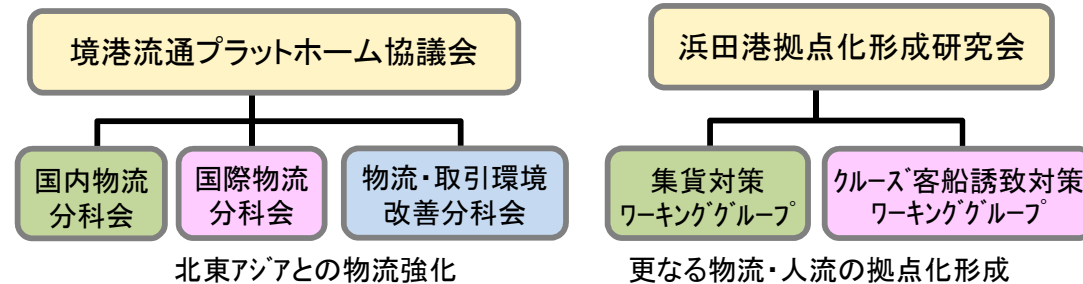 境港流通プラットホーム協議会
国内物流
分科会
国際物流
分科会
物流・取引環境
改善分科会
北東ｱｼﾞｱとの物流強化
浜田港拠点化形成研究会
集貨対策
ﾜｰｷﾝｸﾞｸﾞﾙｰﾌﾟ
ｸﾙｰｽﾞ客船誘致対策
ﾜｰｷﾝｸﾞｸﾞﾙｰﾌﾟ
更なる物流・人流の拠点化形成